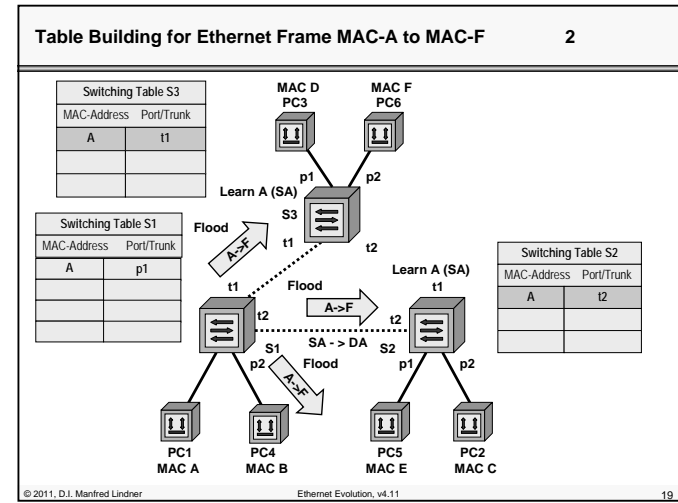 Table Building for Ethernet Frame MAC-A to MAC-F 2
Switching Table S3
MAC-Address Port/Trunk
A t1
MAC D
PC3
MAC F
PC6
p1
p2
Learn A (SA)
S3
t1
t2
Flood
A->F
Switching Table S1
MAC-Address Port/Trunk
A p1
Switching Table S2
MAC-Address Port/Trunk
A t2
Learn A (SA)
t1
t1
Flood
A->F
t2
t2
SA - > DA
S1
S2
p2
Flood
A->F
p1
p2
PC1
MAC A
PC4
MAC B
PC5
MAC E
PC2
MAC C
© 2011, D.I. Manfred Lindner
Ethernet Evolution, v4.11
19